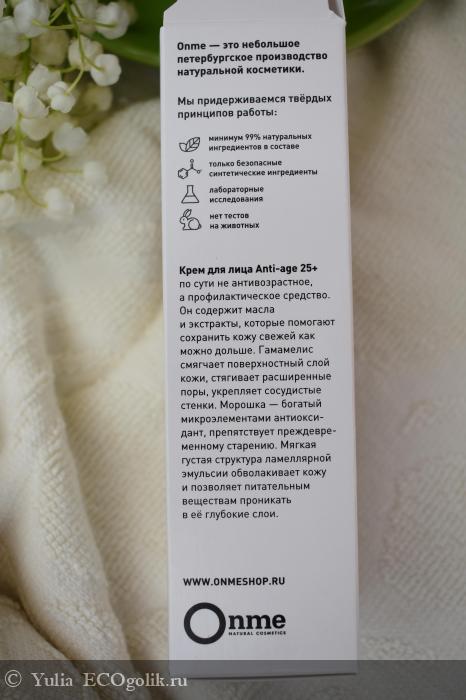 Onme — это небольшое
петербургское производство
натуральной косметики.
Мы придерживаемся твёрдых
принципов работы:
минимум 99% натуральных
ингредиентов в составе
только безопасные
синтетические ингредиенты
лабораторные
исследования
нет тестов
на животных
Крем для лица Anti-age 25+
по сути не антивозрастное,
а профилактическое средство.
Он содержит масла
и экстракты, которые помогают
сохранить кожу свежей как
можно дольше. Гамамелис
смягчает поверхностный слой
кожи, стягивает расширенные
поры, укрепляет сосудистые
стенки. Морошка — богатый
микроэлементами антиокси-
дант, препятствует преждевре-
менному старению. Мягкая
густая структура ламеллярной
эмульсии обволакивает кожу
и позволяет питательным
веществам проникать
в её глубокие слои.
WWW.ONMESHOP.RU
Onme
NATURAL COSMETICS
© Yulia ECOgolik.ru